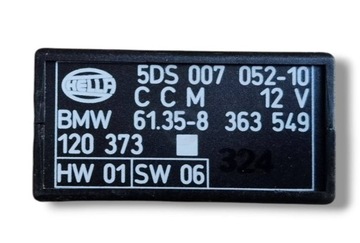 HELLA 5DS 007 052-10
CCM 12 V
BMW 61.35-8 363 549
120 373
324
HW 01 SW 06